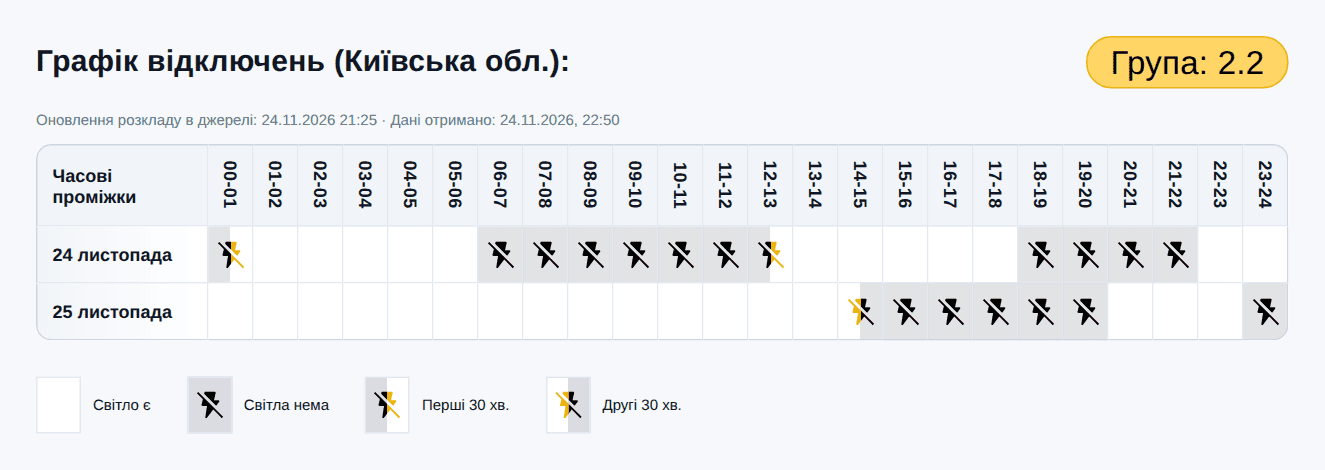 Графік відключень (Київська обл.):
Група: 2.2
Оновлення розкладу в джерелі: 24.11.2026 21:25 · Дані отримано: 24.11.2026, 22:50
Часові
проміжки
00-01
01-02
02-03
03-04
04-05
05-06
06-07
07-08
08-09
09-10
10-11
11-12
12-13
13-14
14-15
15-16
16-17
17-18
18-19
19-20
20-21
21-22
22-23
23-24
24 листопада
25 листопада
Світло є
Світла нема
Перші 30 хв.
Другі 30 хв.